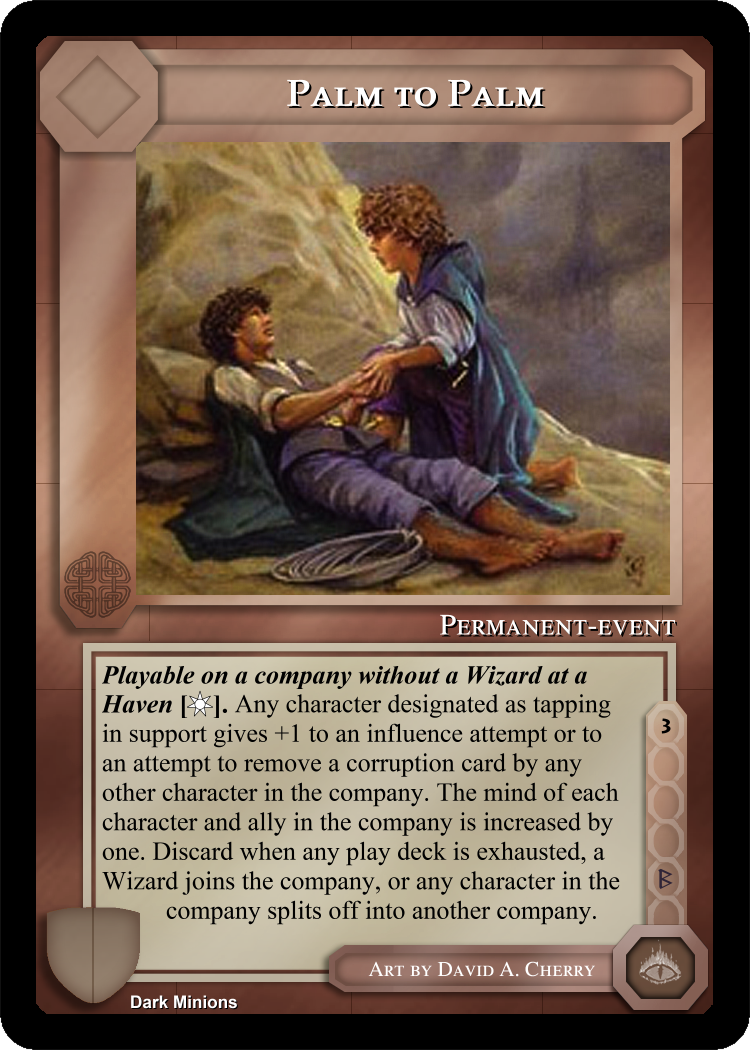 Palm to Palm
Permanent-event
Playable on a company without a Wizard at a
Haven [ ]. Any character designated as tapping
in support gives +1 to an influence attempt or to
an attempt to remove a corruption card by any
other character in the company. The mind of each
character and ally in the company is increased by
one. Discard when any play deck is exhausted, a
Wizard joins the company, or any character in the
company splits off into another company.
3
ᛒ
Art by David A. Cherry
Dark Minions